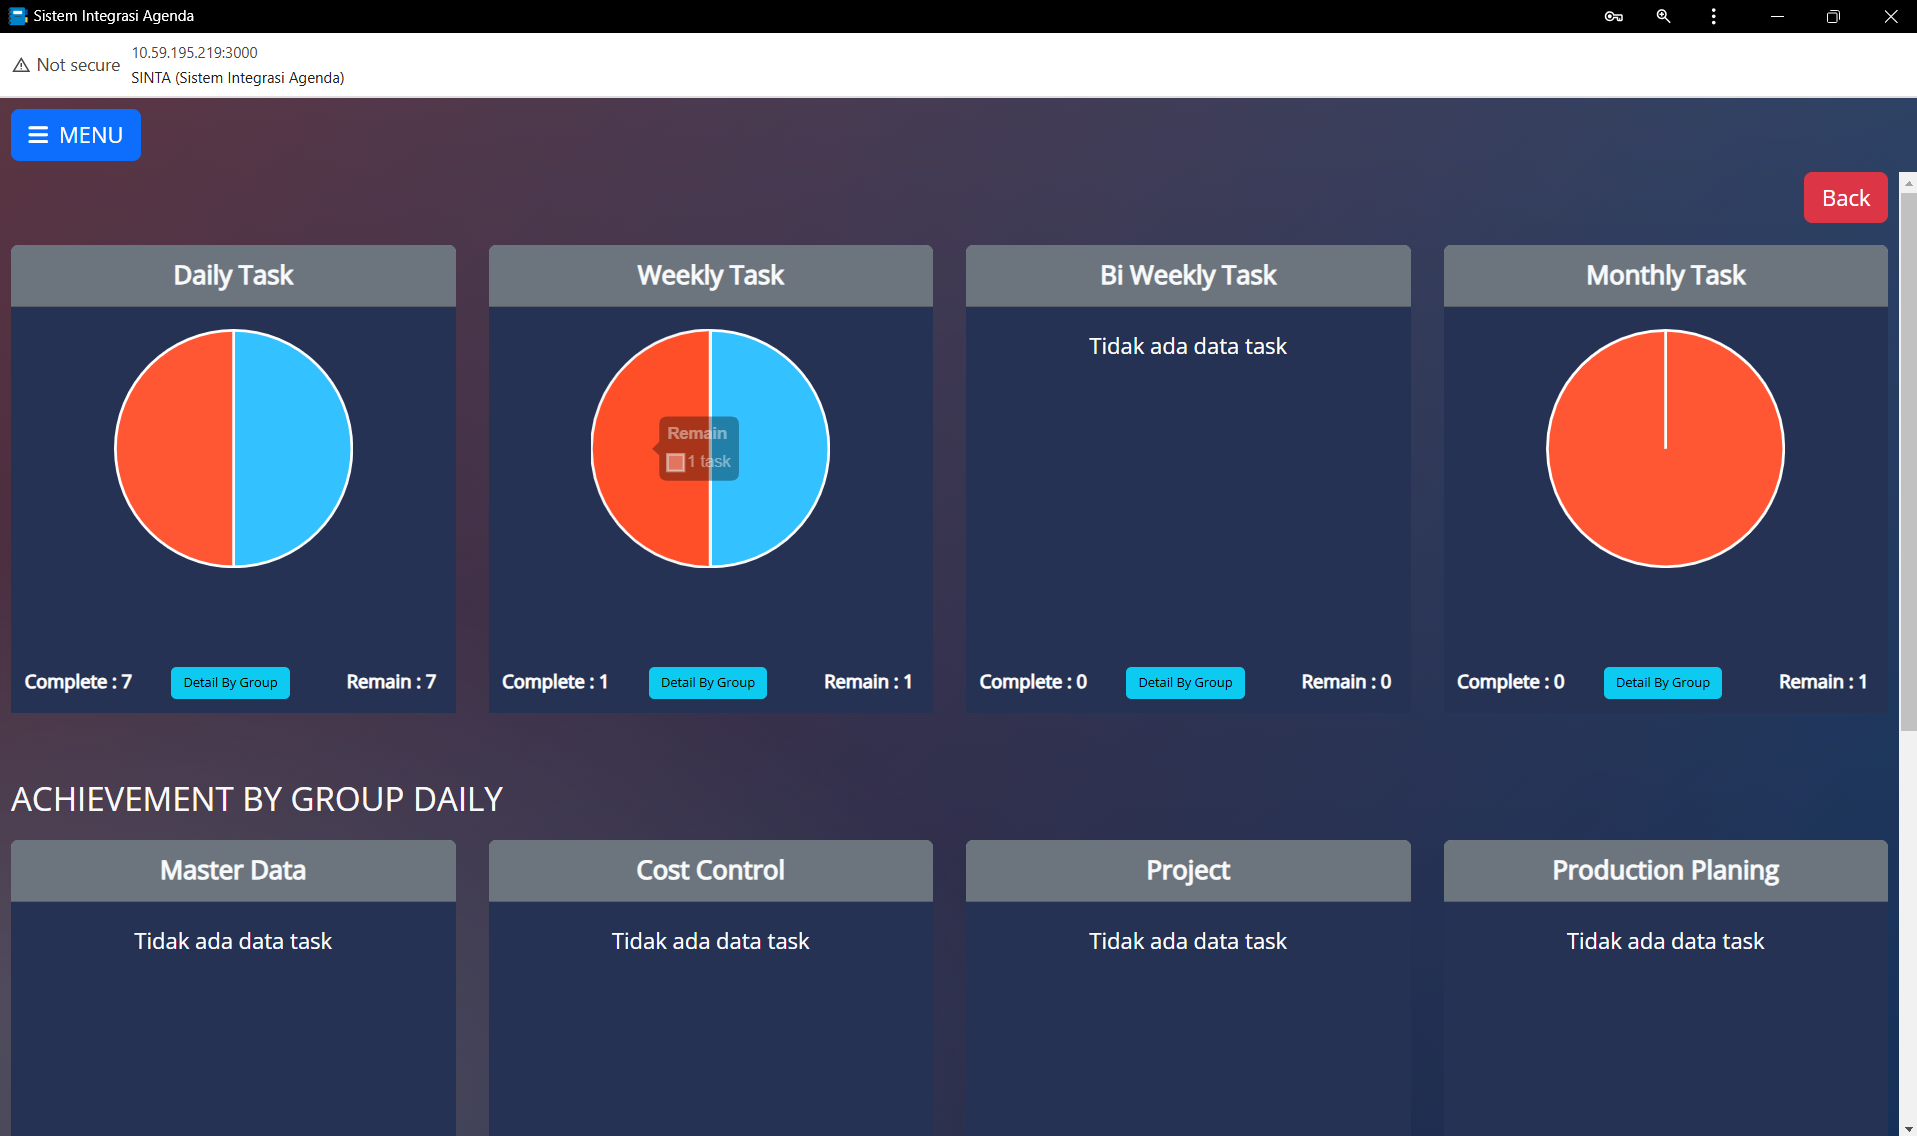 Sistem Integrasi Agenda
Not secure
10.59.195.219:3000
SINTA (Sistem Integrasi Agenda)
MENU
Back
Daily Task
Weekly Task
Bi Weekly Task
Monthly Task
Remain
1 task
Tidak ada data task
Complete : 7
Detail By Group
Remain : 7
Complete : 1
Detail By Group
Remain : 1
Complete : 0
Detail By Group
Remain : 0
Complete : 0
Detail By Group
Remain : 1
ACHIEVEMENT BY GROUP DAILY
Master Data
Cost Control
Project
Production Planing
Tidak ada data task
Tidak ada data task
Tidak ada data task
Tidak ada data task